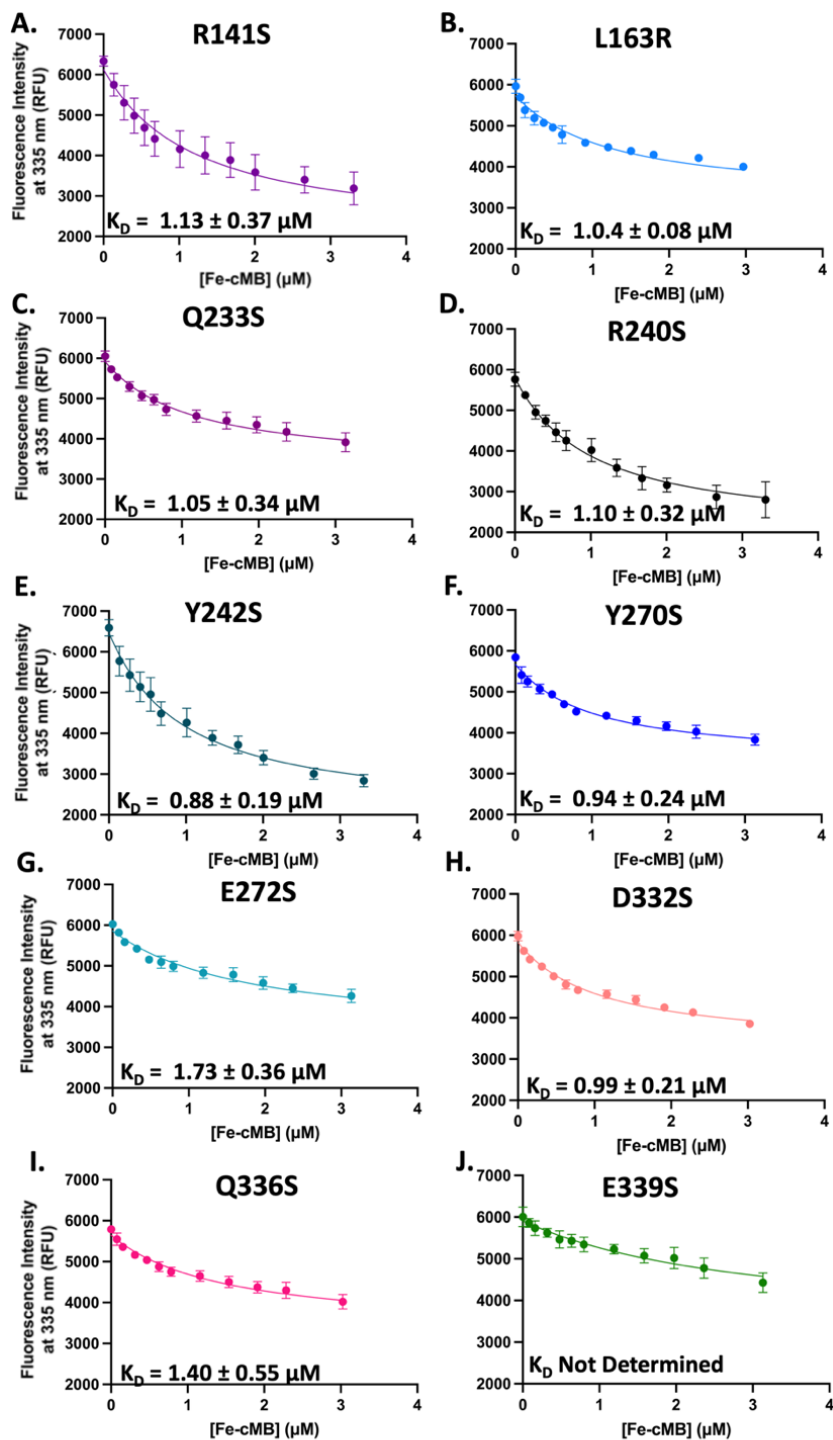 A.
R141S
Fluorescence Intensity
at 335 nm (RFU)
7000
6000
5000
4000
3000
2000
K_D = 1.13 ± 0.37 µM
0 1 2 3 4
[Fe-cMB] (µM)
B.
L163R
7000
6000
5000
4000
3000
2000
K_D = 1.0.4 ± 0.08 µM
0 1 2 3 4
[Fe-cMB] (µM)
C.
Q233S
Fluorescence Intensity
at 335 nm (RFU)
7000
6000
5000
4000
3000
2000
K_D = 1.05 ± 0.34 µM
0 1 2 3 4
[Fe-cMB] (µM)
D.
R240S
7000
6000
5000
4000
3000
2000
K_D = 1.10 ± 0.32 µM
0 1 2 3 4
[Fe-cMB] (µM)
E.
Y242S
Fluorescence Intensity
at 335 nm (RFU)
7000
6000
5000
4000
3000
2000
K_D = 0.88 ± 0.19 µM
0 1 2 3 4
[Fe-cMB] (µM)
F.
Y270S
7000
6000
5000
4000
3000
2000
K_D = 0.94 ± 0.24 µM
0 1 2 3 4
[Fe-cMB] (µM)
G.
E272S
Fluorescence Intensity
at 335 nm (RFU)
7000
6000
5000
4000
3000
2000
K_D = 1.73 ± 0.36 µM
0 1 2 3 4
[Fe-cMB] (µM)
H.
D332S
7000
6000
5000
4000
3000
2000
K_D = 0.99 ± 0.21 µM
0 1 2 3 4
[Fe-cMB] (µM)
I.
Q336S
Fluorescence Intensity
at 335 nm (RFU)
7000
6000
5000
4000
3000
2000
K_D = 1.40 ± 0.55 µM
0 1 2 3 4
[Fe-cMB] (µM)
J.
E339S
7000
6000
5000
4000
3000
2000
K_D Not Determined
0 1 2 3 4
[Fe-cMB] (µM)